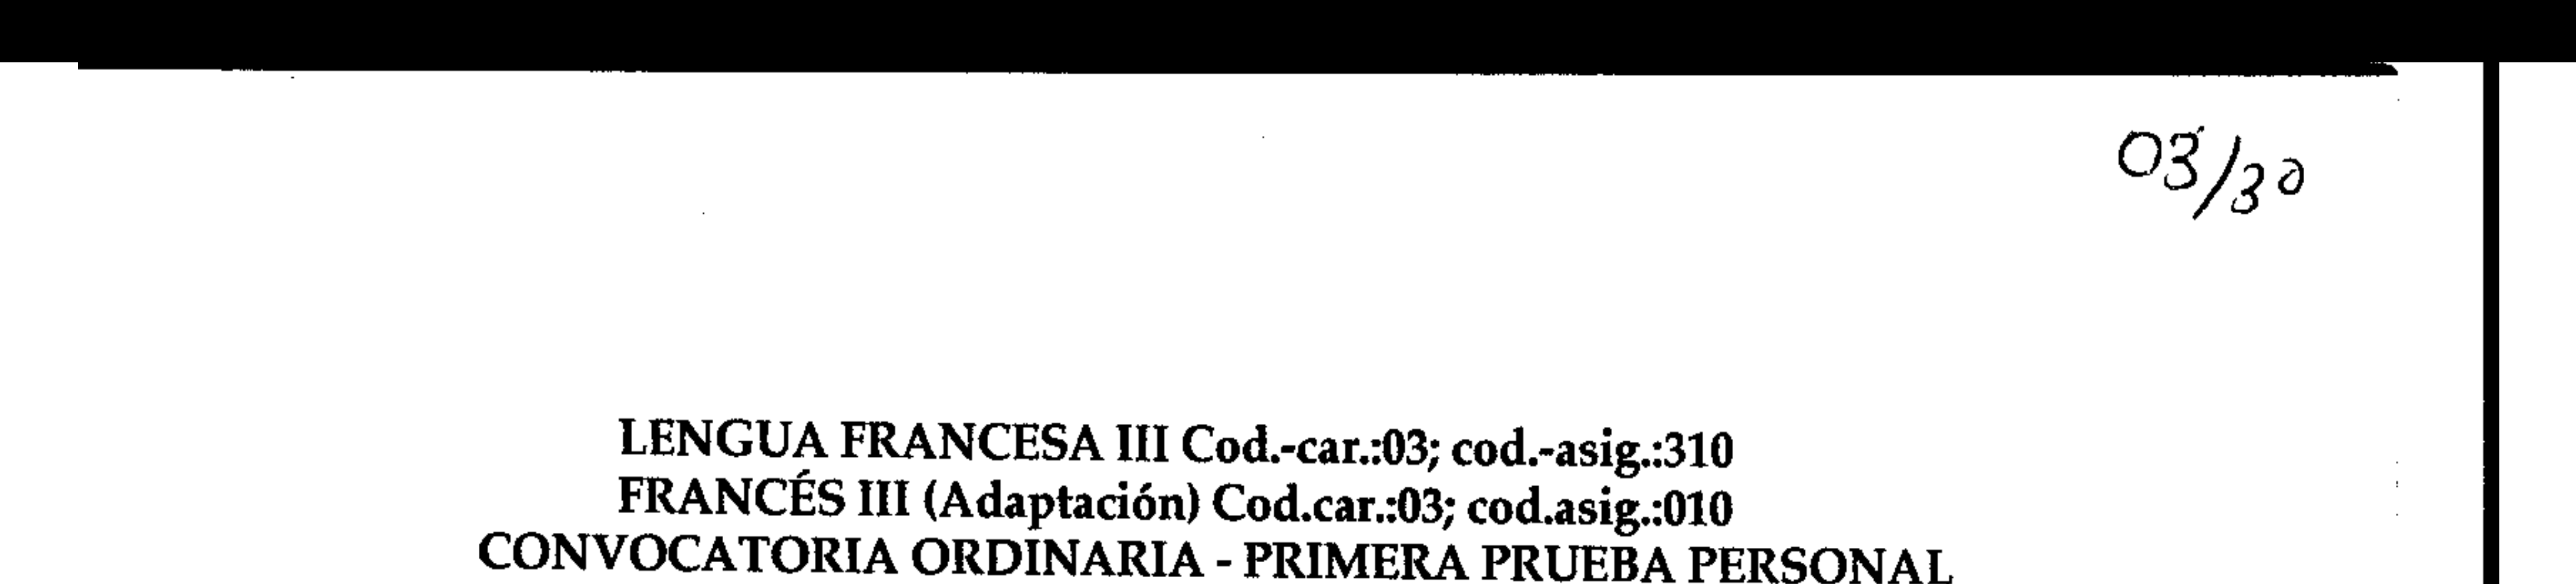 03/30
LENGUA FRANCESA III Cod.-car.:03; cod.-asig.:310
FRANCÉS III (Adaptación) Cod.car.:03; cod.asig.:010
CONVOCATORIA ORDINARIA - PRIMERA PRUEBA PERSONAL